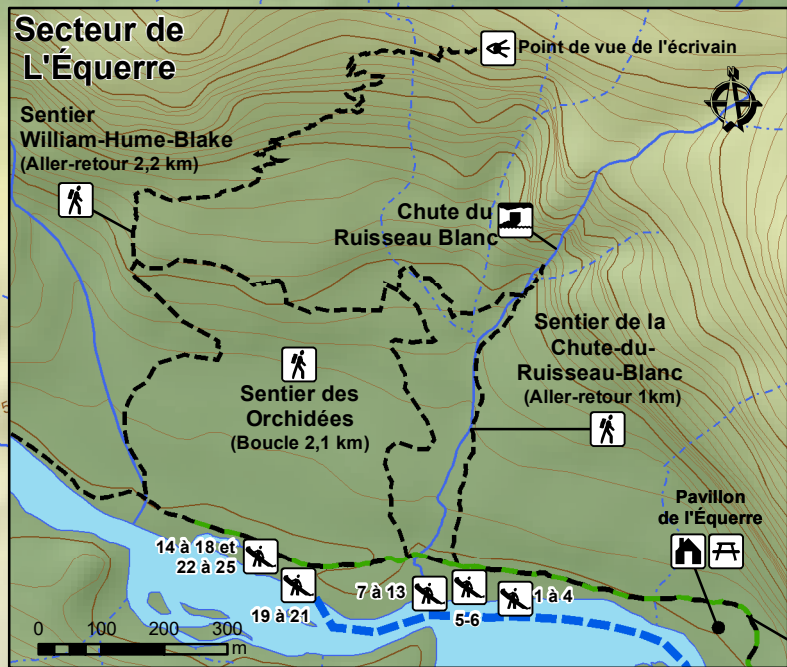 Secteur de
L'Équerre
Point de vue de l'écrivain
N
Sentier
William-Hume-Blake
(Aller-retour 2,2 km)
Chute du
Ruisseau Blanc
Sentier de la
Chute-du-
Ruisseau-Blanc
(Aller-retour 1km)
Sentier des
Orchidées
(Boucle 2,1 km)
Pavillon
de l'Équerre
14 à 18 et
22 à 25
19 à 21
7 à 13
5-6
1 à 4
0 100 200 300
m